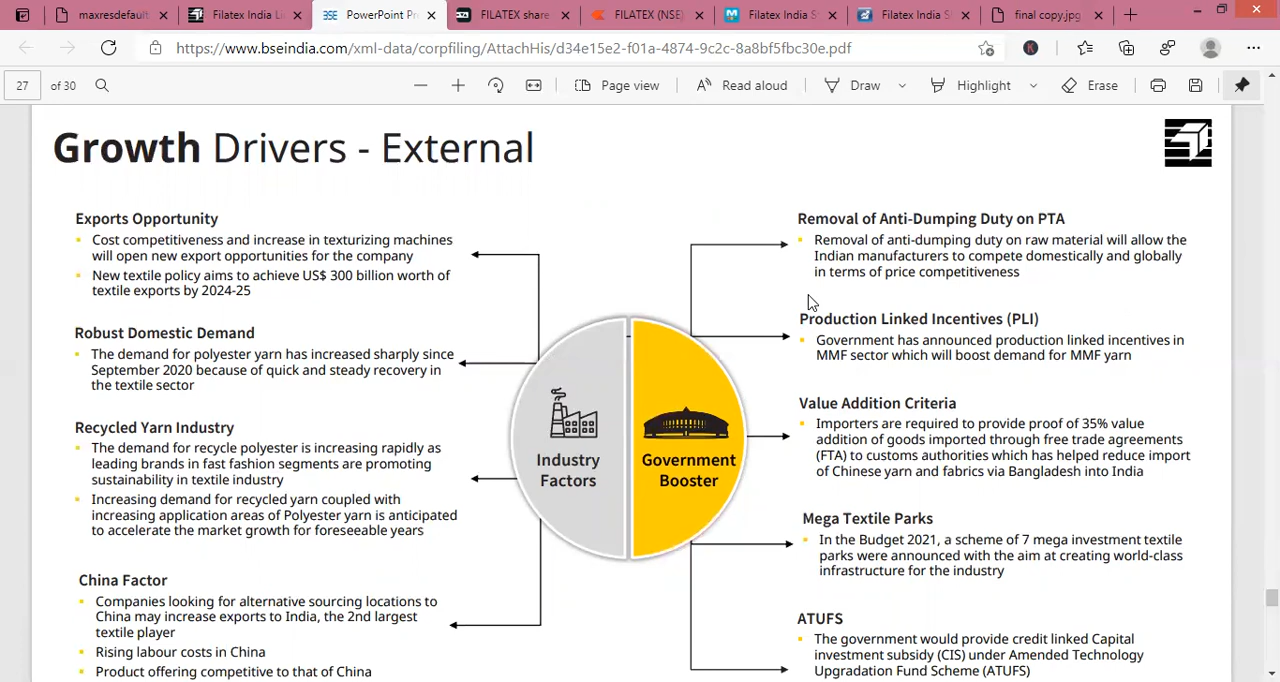 maxresdefault
Filatex India Li
PowerPoint Pr
FILATEX share
FILATEX (NSE)
Filatex India S
Filatex India S
final copy.jpg
https://www.bseindia.com/xml-data/corpfiling/AttachHis/d34e15e2-f01a-4874-9c2c-8a8bf5fbc30e.pdf
27 of 30
Page view
Read aloud
Draw
Highlight
Erase
Growth Drivers - External
Exports Opportunity
Cost competitiveness and increase in texturizing machines
will open new export opportunities for the company
New textile policy aims to achieve US$ 300 billion worth of
textile exports by 2024-25
Robust Domestic Demand
The demand for polyester yarn has increased sharply since
September 2020 because of quick and steady recovery in
the textile sector
Recycled Yarn Industry
The demand for recycle polyester is increasing rapidly as
leading brands in fast fashion segments are promoting
sustainability in textile industry
Increasing demand for recycled yarn coupled with
increasing application areas of Polyester yarn is anticipated
to accelerate the market growth for foreseeable years
China Factor
Companies looking for alternative sourcing locations to
China may increase exports to India, the 2nd largest
textile player
Rising labour costs in China
Product offering competitive to that of China
Industry
Factors
Government
Booster
Removal of Anti-Dumping Duty on PTA
Removal of anti-dumping duty on raw material will allow the
Indian manufacturers to compete domestically and globally
in terms of price competitiveness
Production Linked Incentives (PLI)
Government has announced production linked incentives in
MMF sector which will boost demand for MMF yarn
Value Addition Criteria
Importers are required to provide proof of 35% value
addition of goods imported through free trade agreements
(FTA) to customs authorities which has helped reduce import
of Chinese yarn and fabrics via Bangladesh into India
Mega Textile Parks
In the Budget 2021, a scheme of 7 mega investment textile
parks were announced with the aim at creating world-class
infrastructure for the industry
ATUFS
The government would provide credit linked Capital
investment subsidy (CIS) under Amended Technology
Upgradation Fund Scheme (ATUFS)